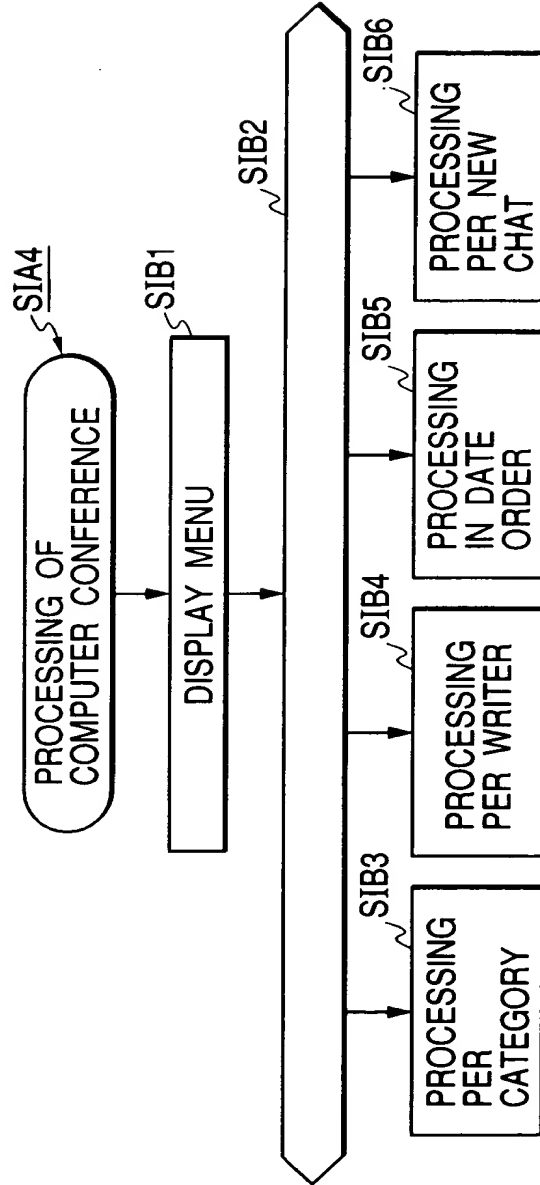 SIA4
PROCESSING OF
COMPUTER CONFERENCE
SIB1
DISPLAY MENU
SIB2
SIB3
PROCESSING
PER
CATEGORY
SIB4
PROCESSING
PER WRITER
SIB5
PROCESSING
IN DATE
ORDER
SIB6
PROCESSING
PER NEW
CHAT